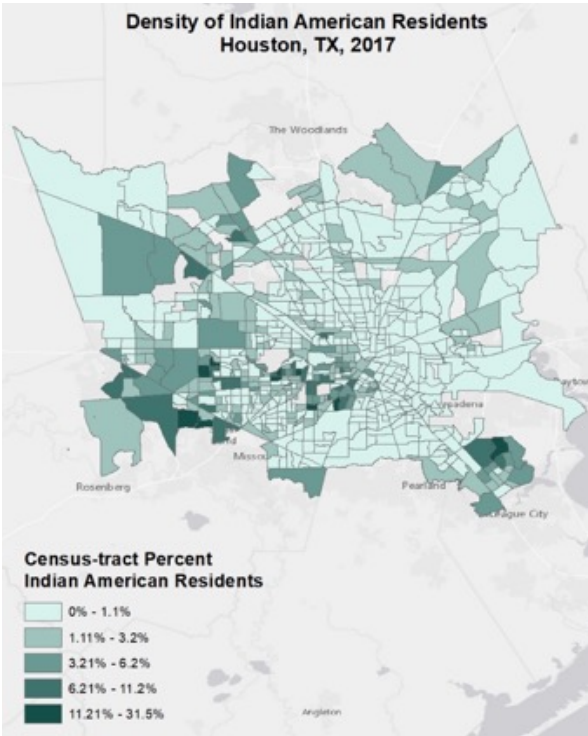 Density of Indian American Residents
Houston, TX, 2017
The Woodlands
Missou
Rosenberg
Pearland
League City
Census-tract Percent
Indian American Residents
0% - 1.1%
1.11% - 3.2%
3.21% - 6.2%
6.21% - 11.2%
11.21% - 31.5%
Angleton